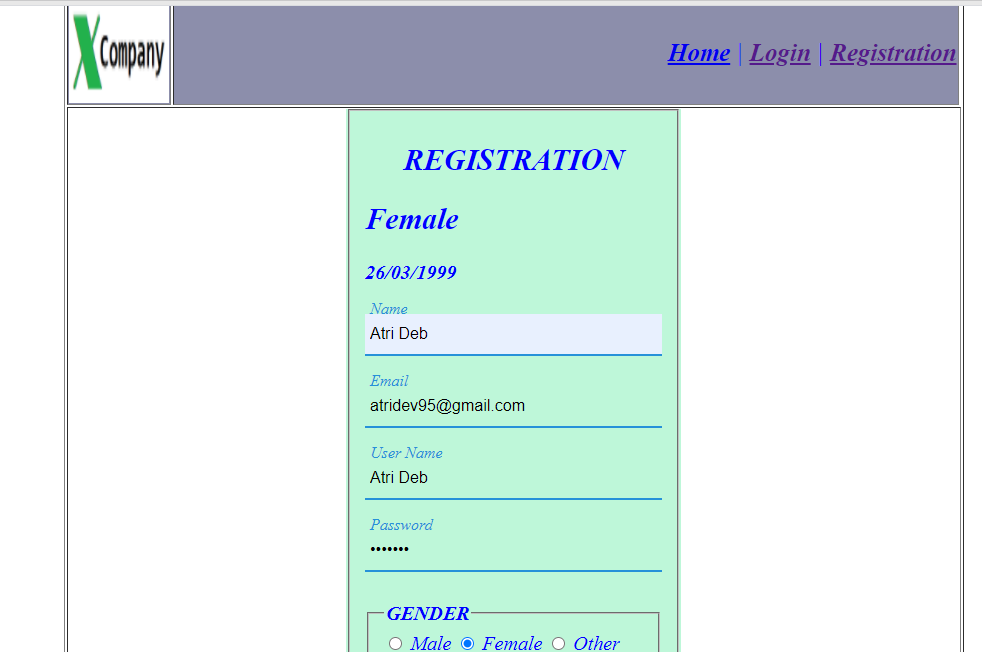 XCompany
Home | Login | Registration
REGISTRATION
Female
26/03/1999
Name
Atri Deb
Email
atridev95@gmail.com
User Name
Atri Deb
Password
•••••••
GENDER
Male Female Other